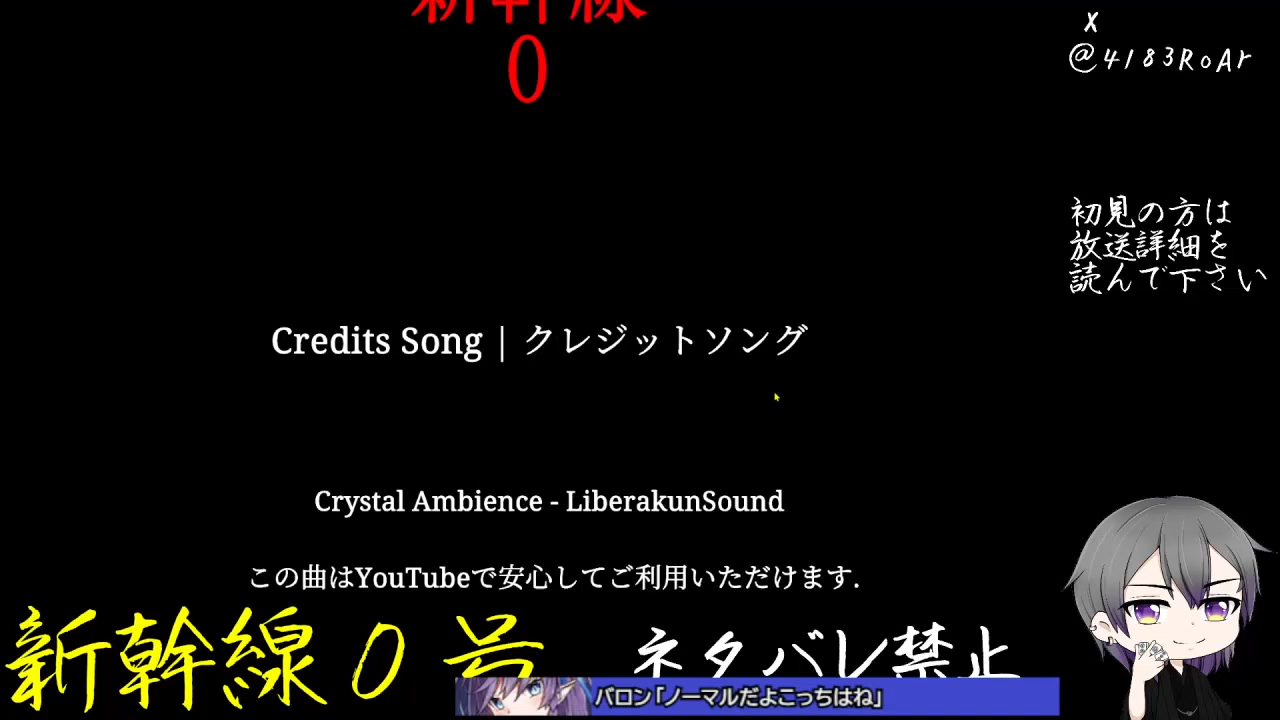 新幹線
0
X
@4183RoAr
初見の方は
放送詳細を
読んで下さい
Credits Song | クレジットソング
Crystal Ambience - LiberakunSound
この曲はYouTubeで安心してご利用いただけます.
新幹線0号
ネタバレ禁止
バロン「ノーマルだよこっちはね」